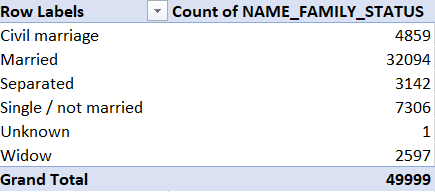 Row Labels Count of NAME_FAMILY_STATUS
Civil marriage 4859
Married 32094
Separated 3142
Single / not married 7306
Unknown 1
Widow 2597
Grand Total 49999